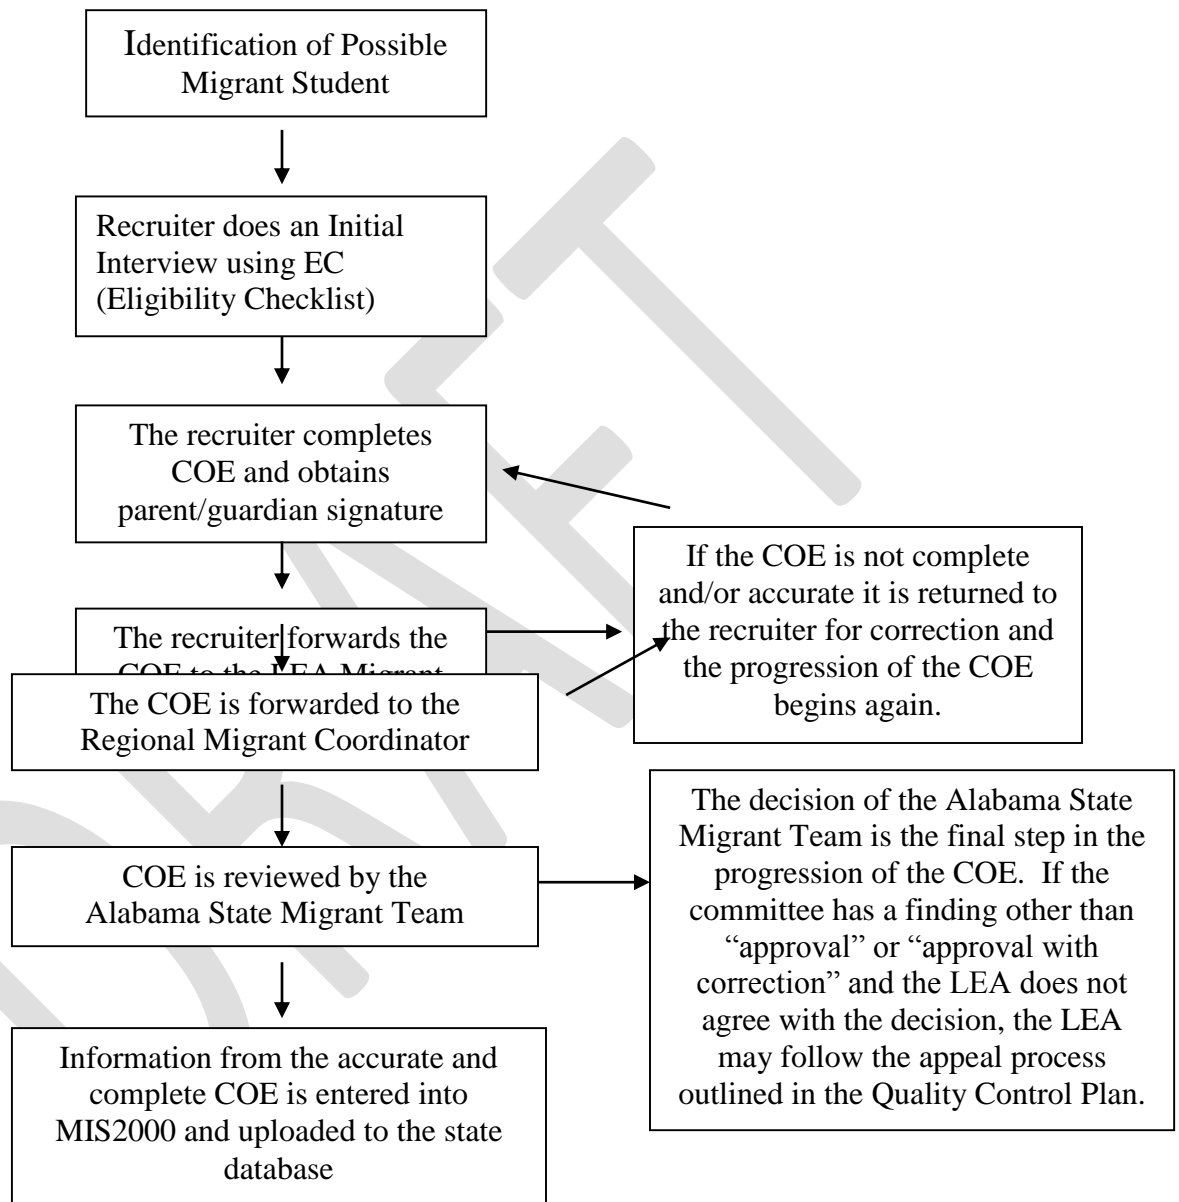 Identification of Possible
Migrant Student
Recruiter does an Initial
Interview using EC
(Eligibility Checklist)
The recruiter completes
COE and obtains
parent/guardian signature
The recruiter forwards the
COE to the LEA Migrant
If the COE is not complete
and/or accurate it is returned to
the recruiter for correction and
the progression of the COE
begins again.
The COE is forwarded to the
Regional Migrant Coordinator
COE is reviewed by the
Alabama State Migrant Team
The decision of the Alabama State
Migrant Team is the final step in the
progression of the COE.  If the
committee has a finding other than
“approval” or “approval with
correction” and the LEA does not
agree with the decision, the LEA
may follow the appeal process
outlined in the Quality Control Plan.
Information from the accurate and
complete COE is entered into
MIS2000 and uploaded to the state
database
DRAFT